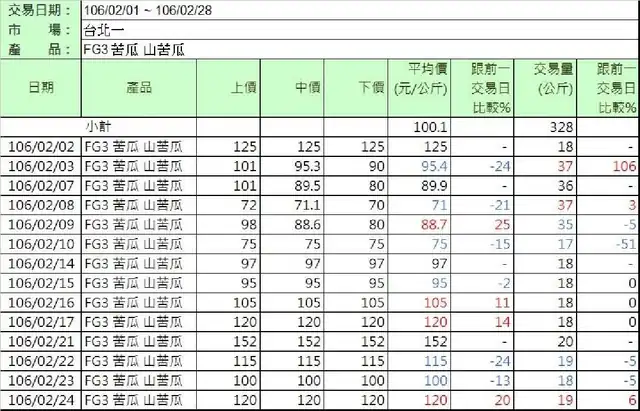 交易日期： 106/02/01 ~ 106/02/28
市 場： 台北一
產 品： FG3 苦瓜 山苦瓜
日期 產品 上價 中價 下價 平均價(元/公斤) 跟前一交易日比較% 交易量(公斤) 跟前一交易日比較%
小計 100.1 328
106/02/02 FG3 苦瓜 山苦瓜 125 125 125 125 - 18 -
106/02/03 FG3 苦瓜 山苦瓜 101 95.3 90 95.4 -24 37 106
106/02/07 FG3 苦瓜 山苦瓜 101 89.5 80 89.9 - 36 -
106/02/08 FG3 苦瓜 山苦瓜 72 71.1 70 71 -21 37 3
106/02/09 FG3 苦瓜 山苦瓜 98 88.6 80 88.7 25 35 -5
106/02/10 FG3 苦瓜 山苦瓜 75 75 75 75 -15 17 -51
106/02/14 FG3 苦瓜 山苦瓜 97 97 97 97 - 18 -
106/02/15 FG3 苦瓜 山苦瓜 95 95 95 95 -2 18 0
106/02/16 FG3 苦瓜 山苦瓜 105 105 105 105 11 18 0
106/02/17 FG3 苦瓜 山苦瓜 120 120 120 120 14 18 0
106/02/21 FG3 苦瓜 山苦瓜 152 152 152 152 - 20 -
106/02/22 FG3 苦瓜 山苦瓜 115 115 115 115 -24 19 -5
106/02/23 FG3 苦瓜 山苦瓜 100 100 100 100 -13 18 -5
106/02/24 FG3 苦瓜 山苦瓜 120 120 120 120 20 19 6